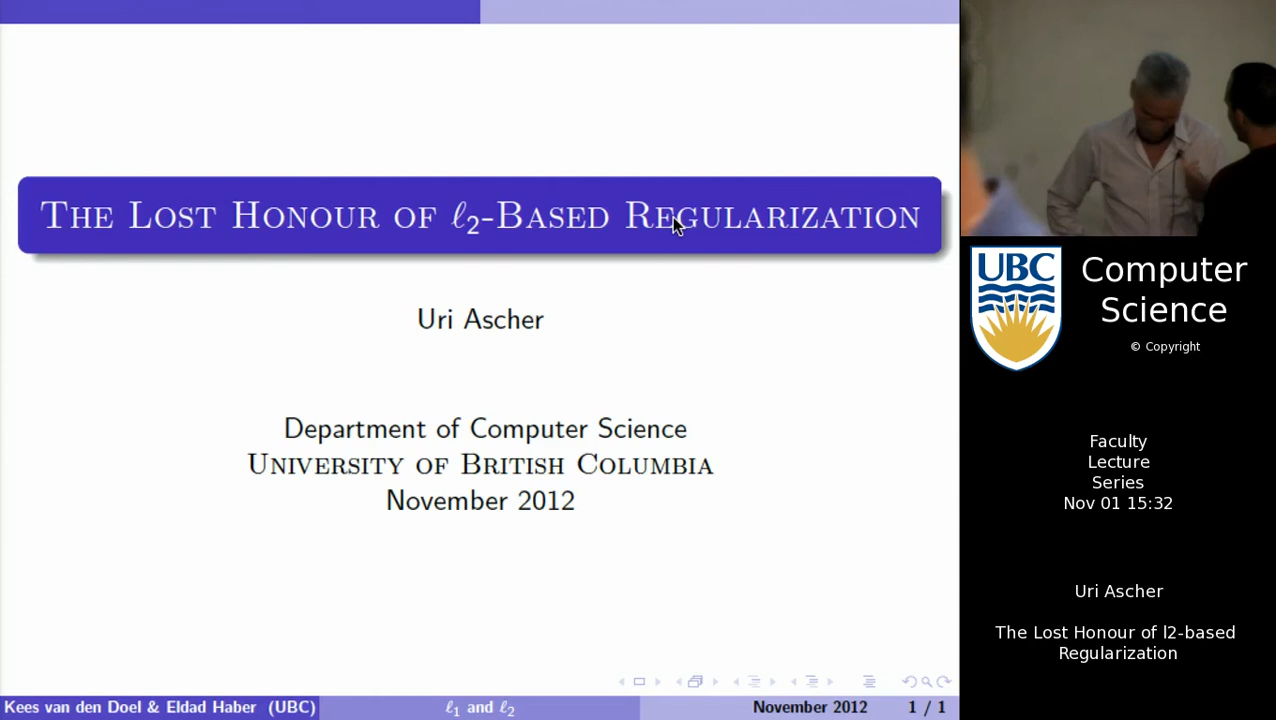 The Lost Honour of ℓ2-Based Regularization
Uri Ascher
Department of Computer Science
University of British Columbia
November 2012
Kees van den Doel & Eldad Haber (UBC)
ℓ1 and ℓ2
November 2012
1 / 1
UBC
Computer
Science
© Copyright
Faculty
Lecture
Series
Nov 01 15:32
Uri Ascher
The Lost Honour of l2-based
Regularization